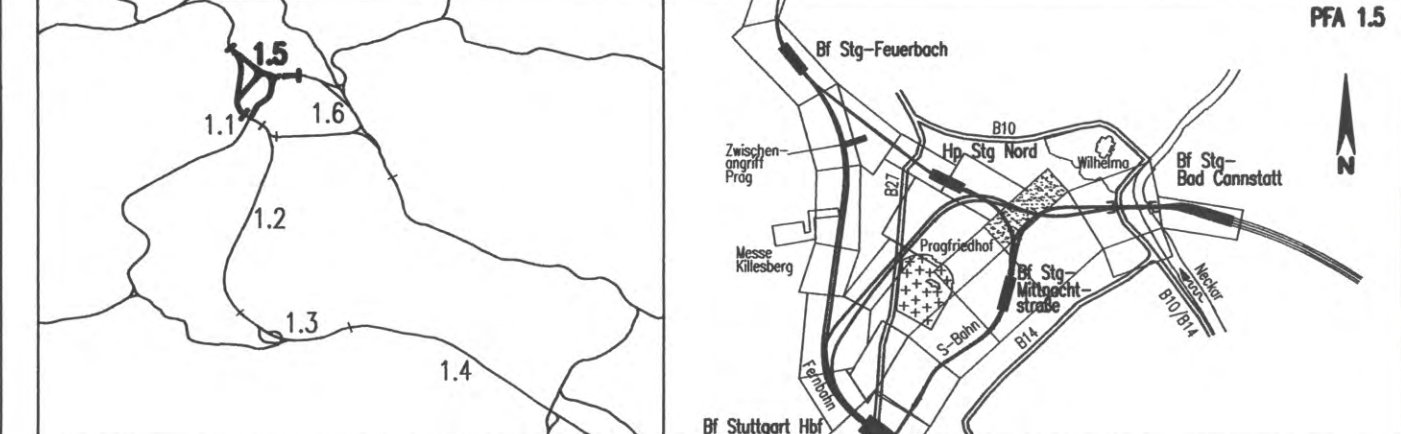 1.5
1.6
1.1
1.2
1.3
1.4
PFA 1.5
Bf Stg-Feuerbach
B10
Zwischen-
angriff
Prag
Hp Stg Nord
Wilhelma
Bf Stg-
Bad Cannstatt
N
B27
Messe
Killesberg
Pragfriedhof
Bf Stg-
Mittnacht-
straße
Neckar
B10/B14
S-Bahn
B14
Fernbahn
Bf Stuttgart Hbf